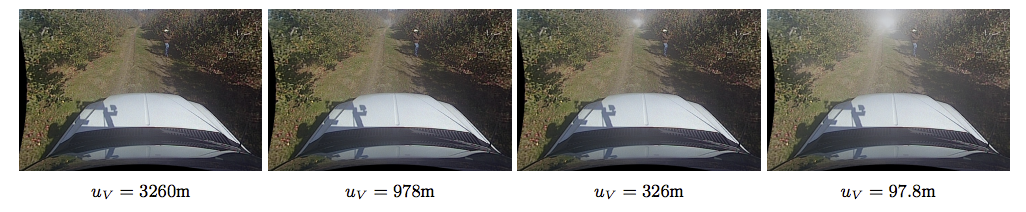 u_V = 3260m
u_V = 978m
u_V = 326m
u_V = 97.8m